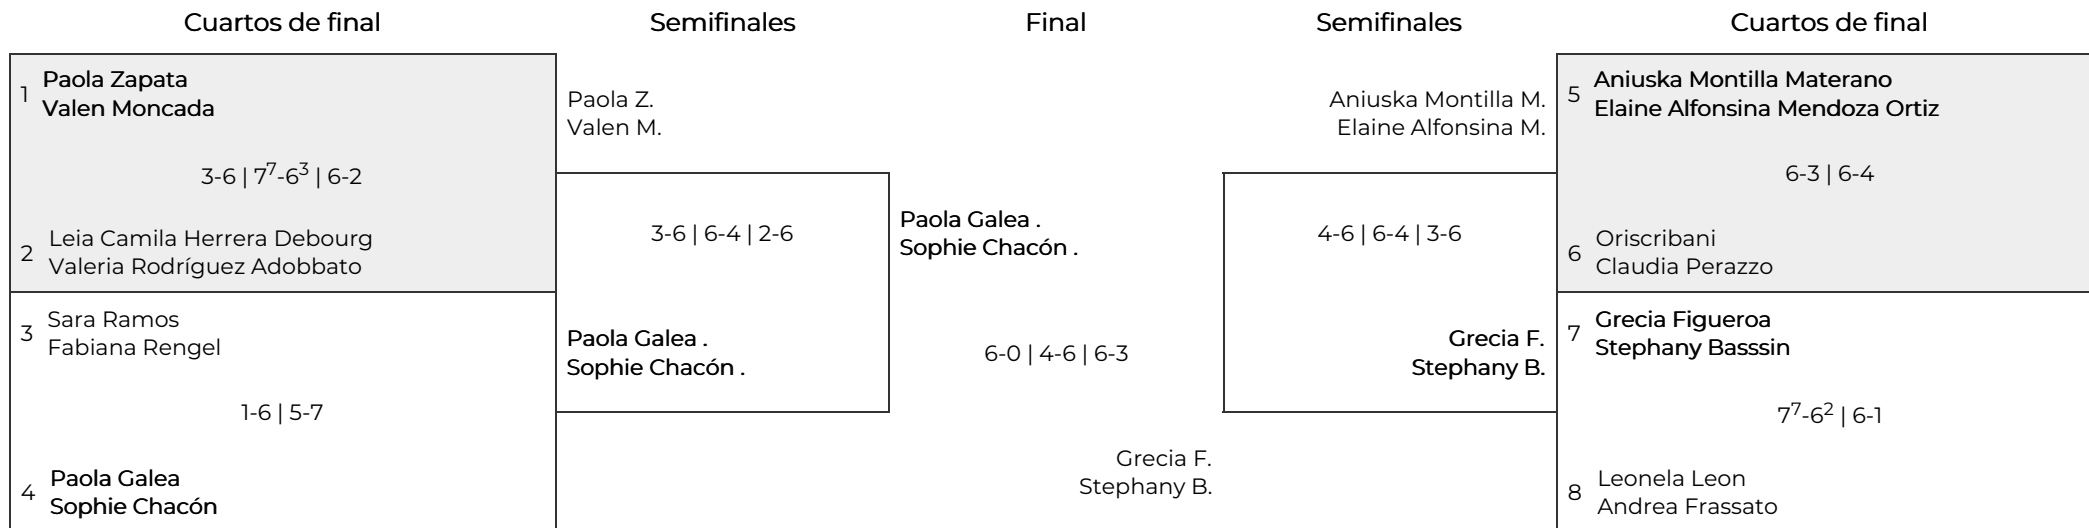 Cuartos de final
Semifinales
Final
Semifinales
Cuartos de final
1
Paola Zapata
Valen Moncada
3-6 | 7⁷-6³ | 6-2
2
Leia Camila Herrera Debourg
Valeria Rodríguez Adobbato
3
Sara Ramos
Fabiana Rengel
1-6 | 5-7
4
Paola Galea
Sophie Chacón
Paola Z.
Valen M.
3-6 | 6-4 | 2-6
Paola Galea .
Sophie Chacón .
Paola Galea .
Sophie Chacón .
6-0 | 4-6 | 6-3
Grecia F.
Stephany B.
Aniuska Montilla M.
Elaine Alfonsina M.
4-6 | 6-4 | 3-6
Grecia F.
Stephany B.
5
Aniuska Montilla Materano
Elaine Alfonsina Mendoza Ortiz
6-3 | 6-4
6
Oriscribani
Claudia Perazzo
7
Grecia Figueroa
Stephany Basssin
7⁷-6² | 6-1
8
Leonela Leon
Andrea Frassato